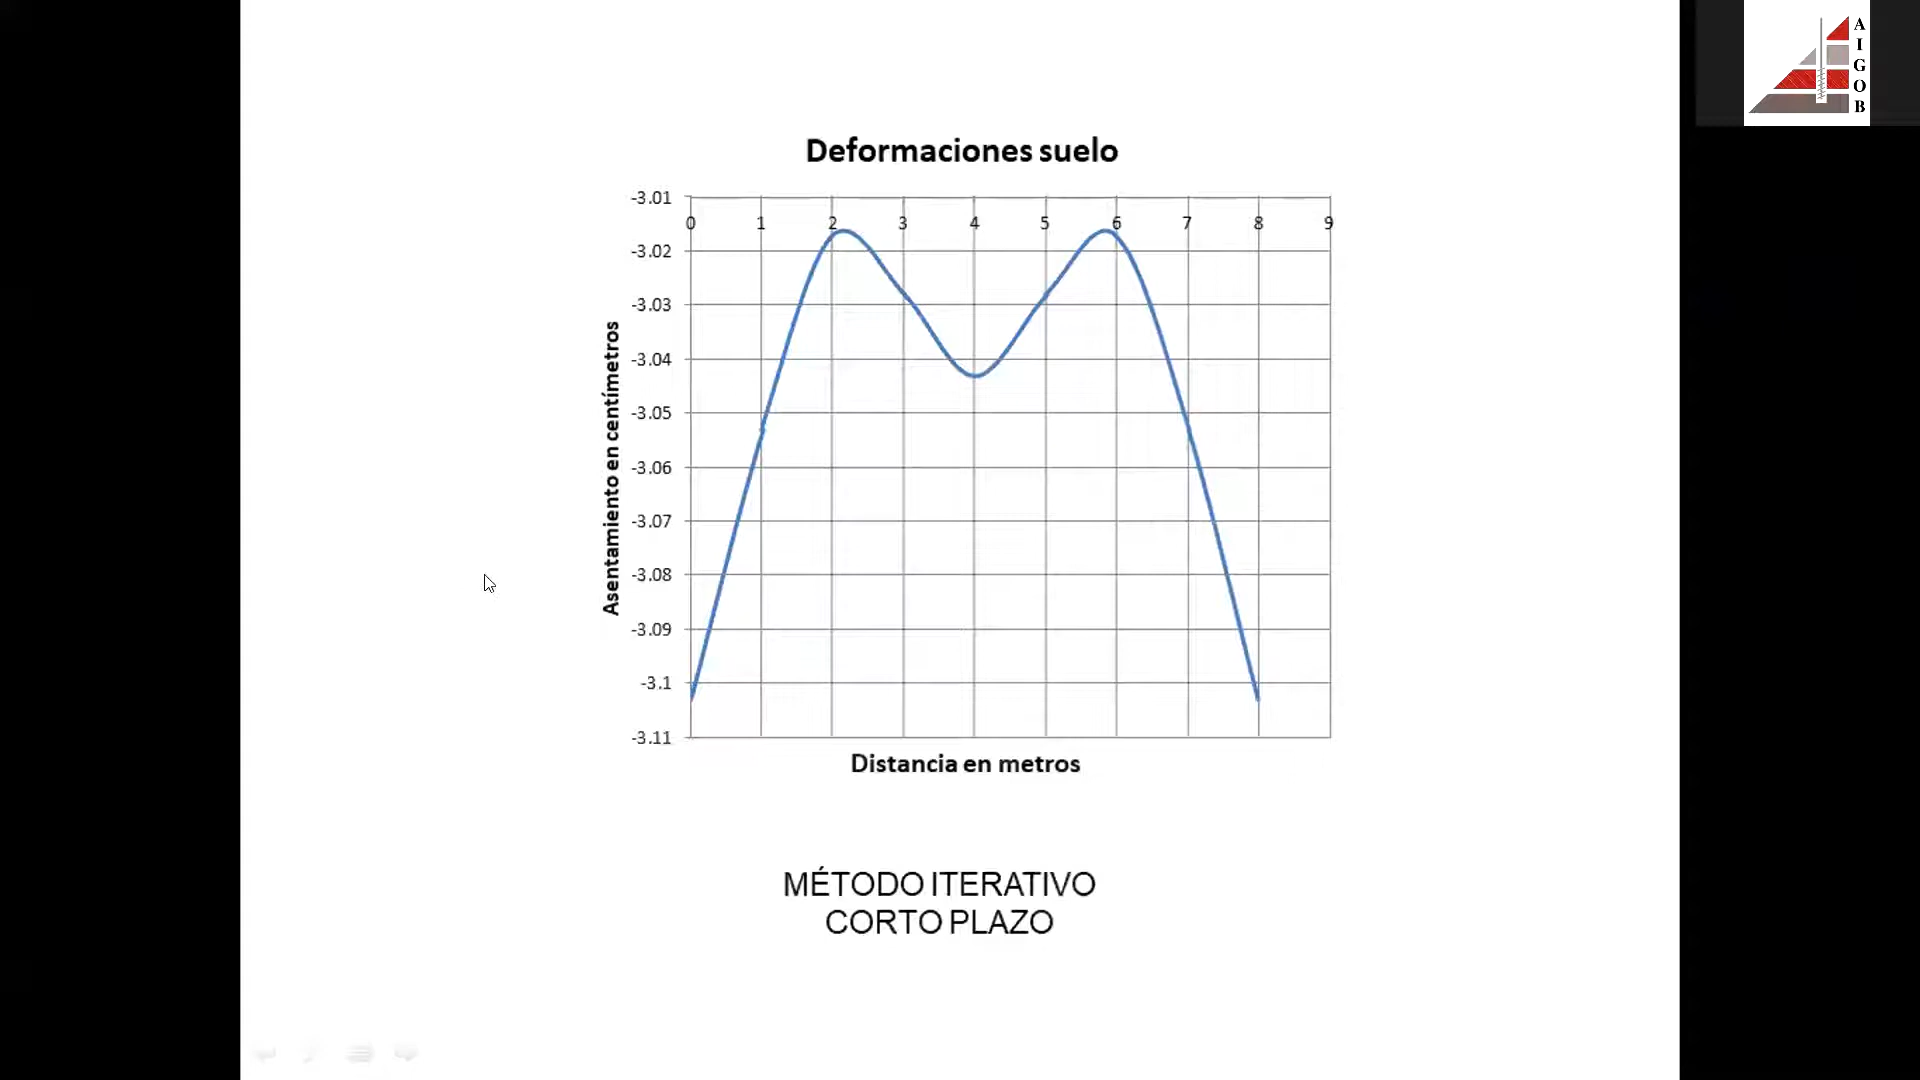 A
I
G
O
B
Deformaciones suelo
-3.01
0 1 2 3 4 5 6 7 8 9
-3.02
-3.03
-3.04
-3.05
-3.06
-3.07
-3.08
-3.09
-3.1
-3.11
Asentamiento en centímetros
Distancia en metros
MÉTODO ITERATIVO
CORTO PLAZO